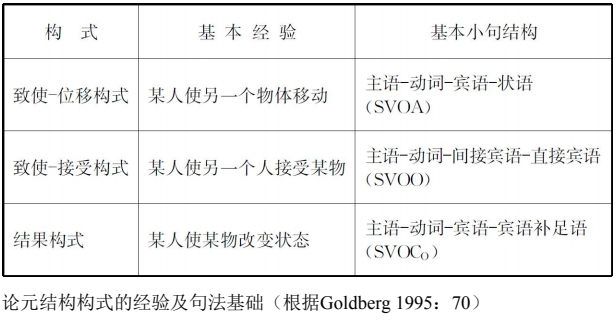 构 式 基 本 经 验 基本小句结构
致使-位移构式 某人使另一个物体移动 主语-动词-宾语-状语
(SVOA)
致使-接受构式 某人使另一个人接受某物 主语-动词-间接宾语-直接宾语
(SVOO)
结果构式 某人使某物改变状态 主语-动词-宾语-宾语补足语
(SVOCO)
论元结构构式的经验及句法基础（根据Goldberg 1995：70）